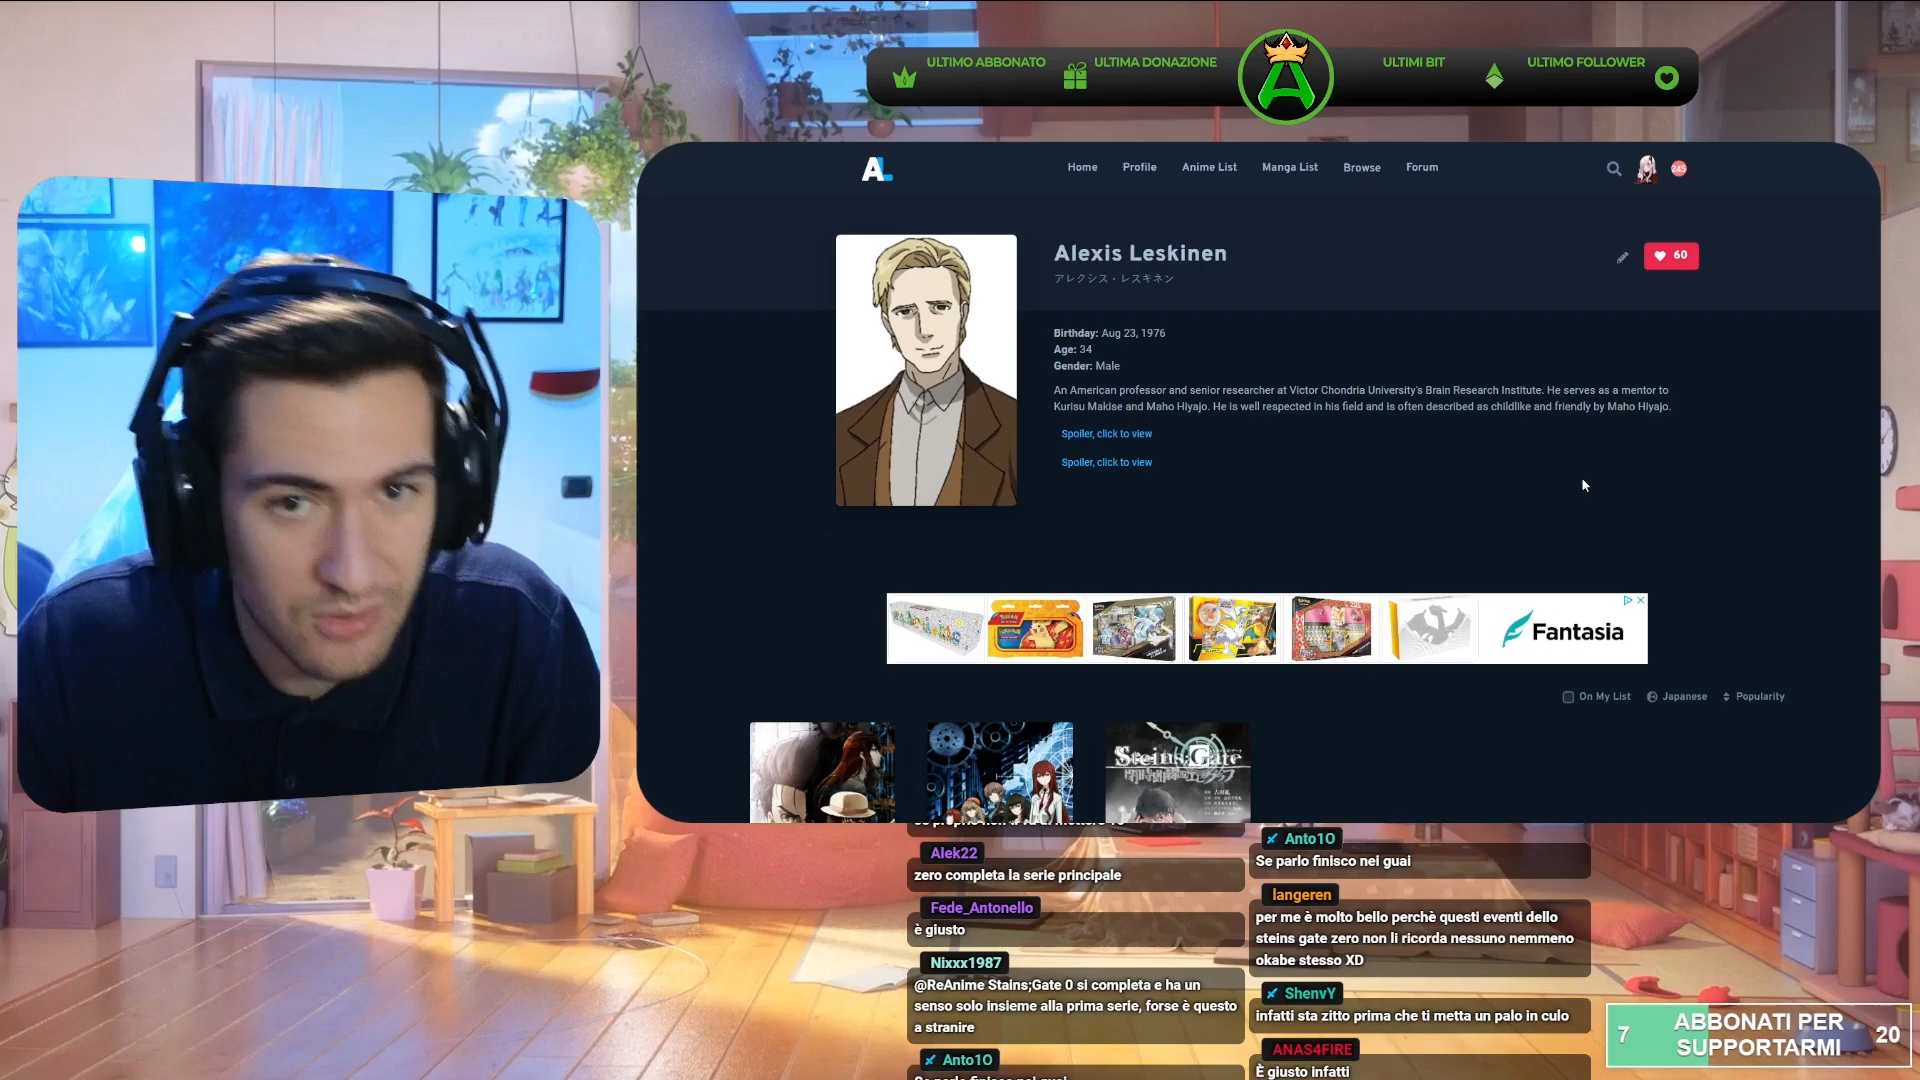 ULTIMO ABBONATO
ULTIMA DONAZIONE
ULTIMI BIT
ULTIMO FOLLOWER
A
AL
Home
Profile
Anime List
Manga List
Browse
Forum
245
Alexis Leskinen
アレクシス・レスキネン
60
Birthday: Aug 23, 1976
Age: 34
Gender: Male
An American professor and senior researcher at Victor Chondria University's Brain Research Institute. He serves as a mentor to
Kurisu Makise and Maho Hiyajo. He is well respected in his field and is often described as childlike and friendly by Maho Hiyajo.
Spoiler, click to view
Spoiler, click to view
Fantasia
On My List
Japanese
Popularity
Steins;Gate
Alek22
zero completa la serie principale
Fede_Antonello
è giusto
Nixxx1987
@ReAnime Stains;Gate 0 si completa e ha un
senso solo insieme alla prima serie, forse è questo
a stranire
Anto1O
Anto1O
Se parlo finisco nei guai
langeren
per me è molto bello perchè questi eventi dello
steins gate zero non li ricorda nessuno nemmeno
okabe stesso XD
ShenvY
infatti sta zitto prima che ti metta un palo in culo
ANAS4FIRE
È giusto infatti
7
ABBONATI PER
SUPPORTARMI
20